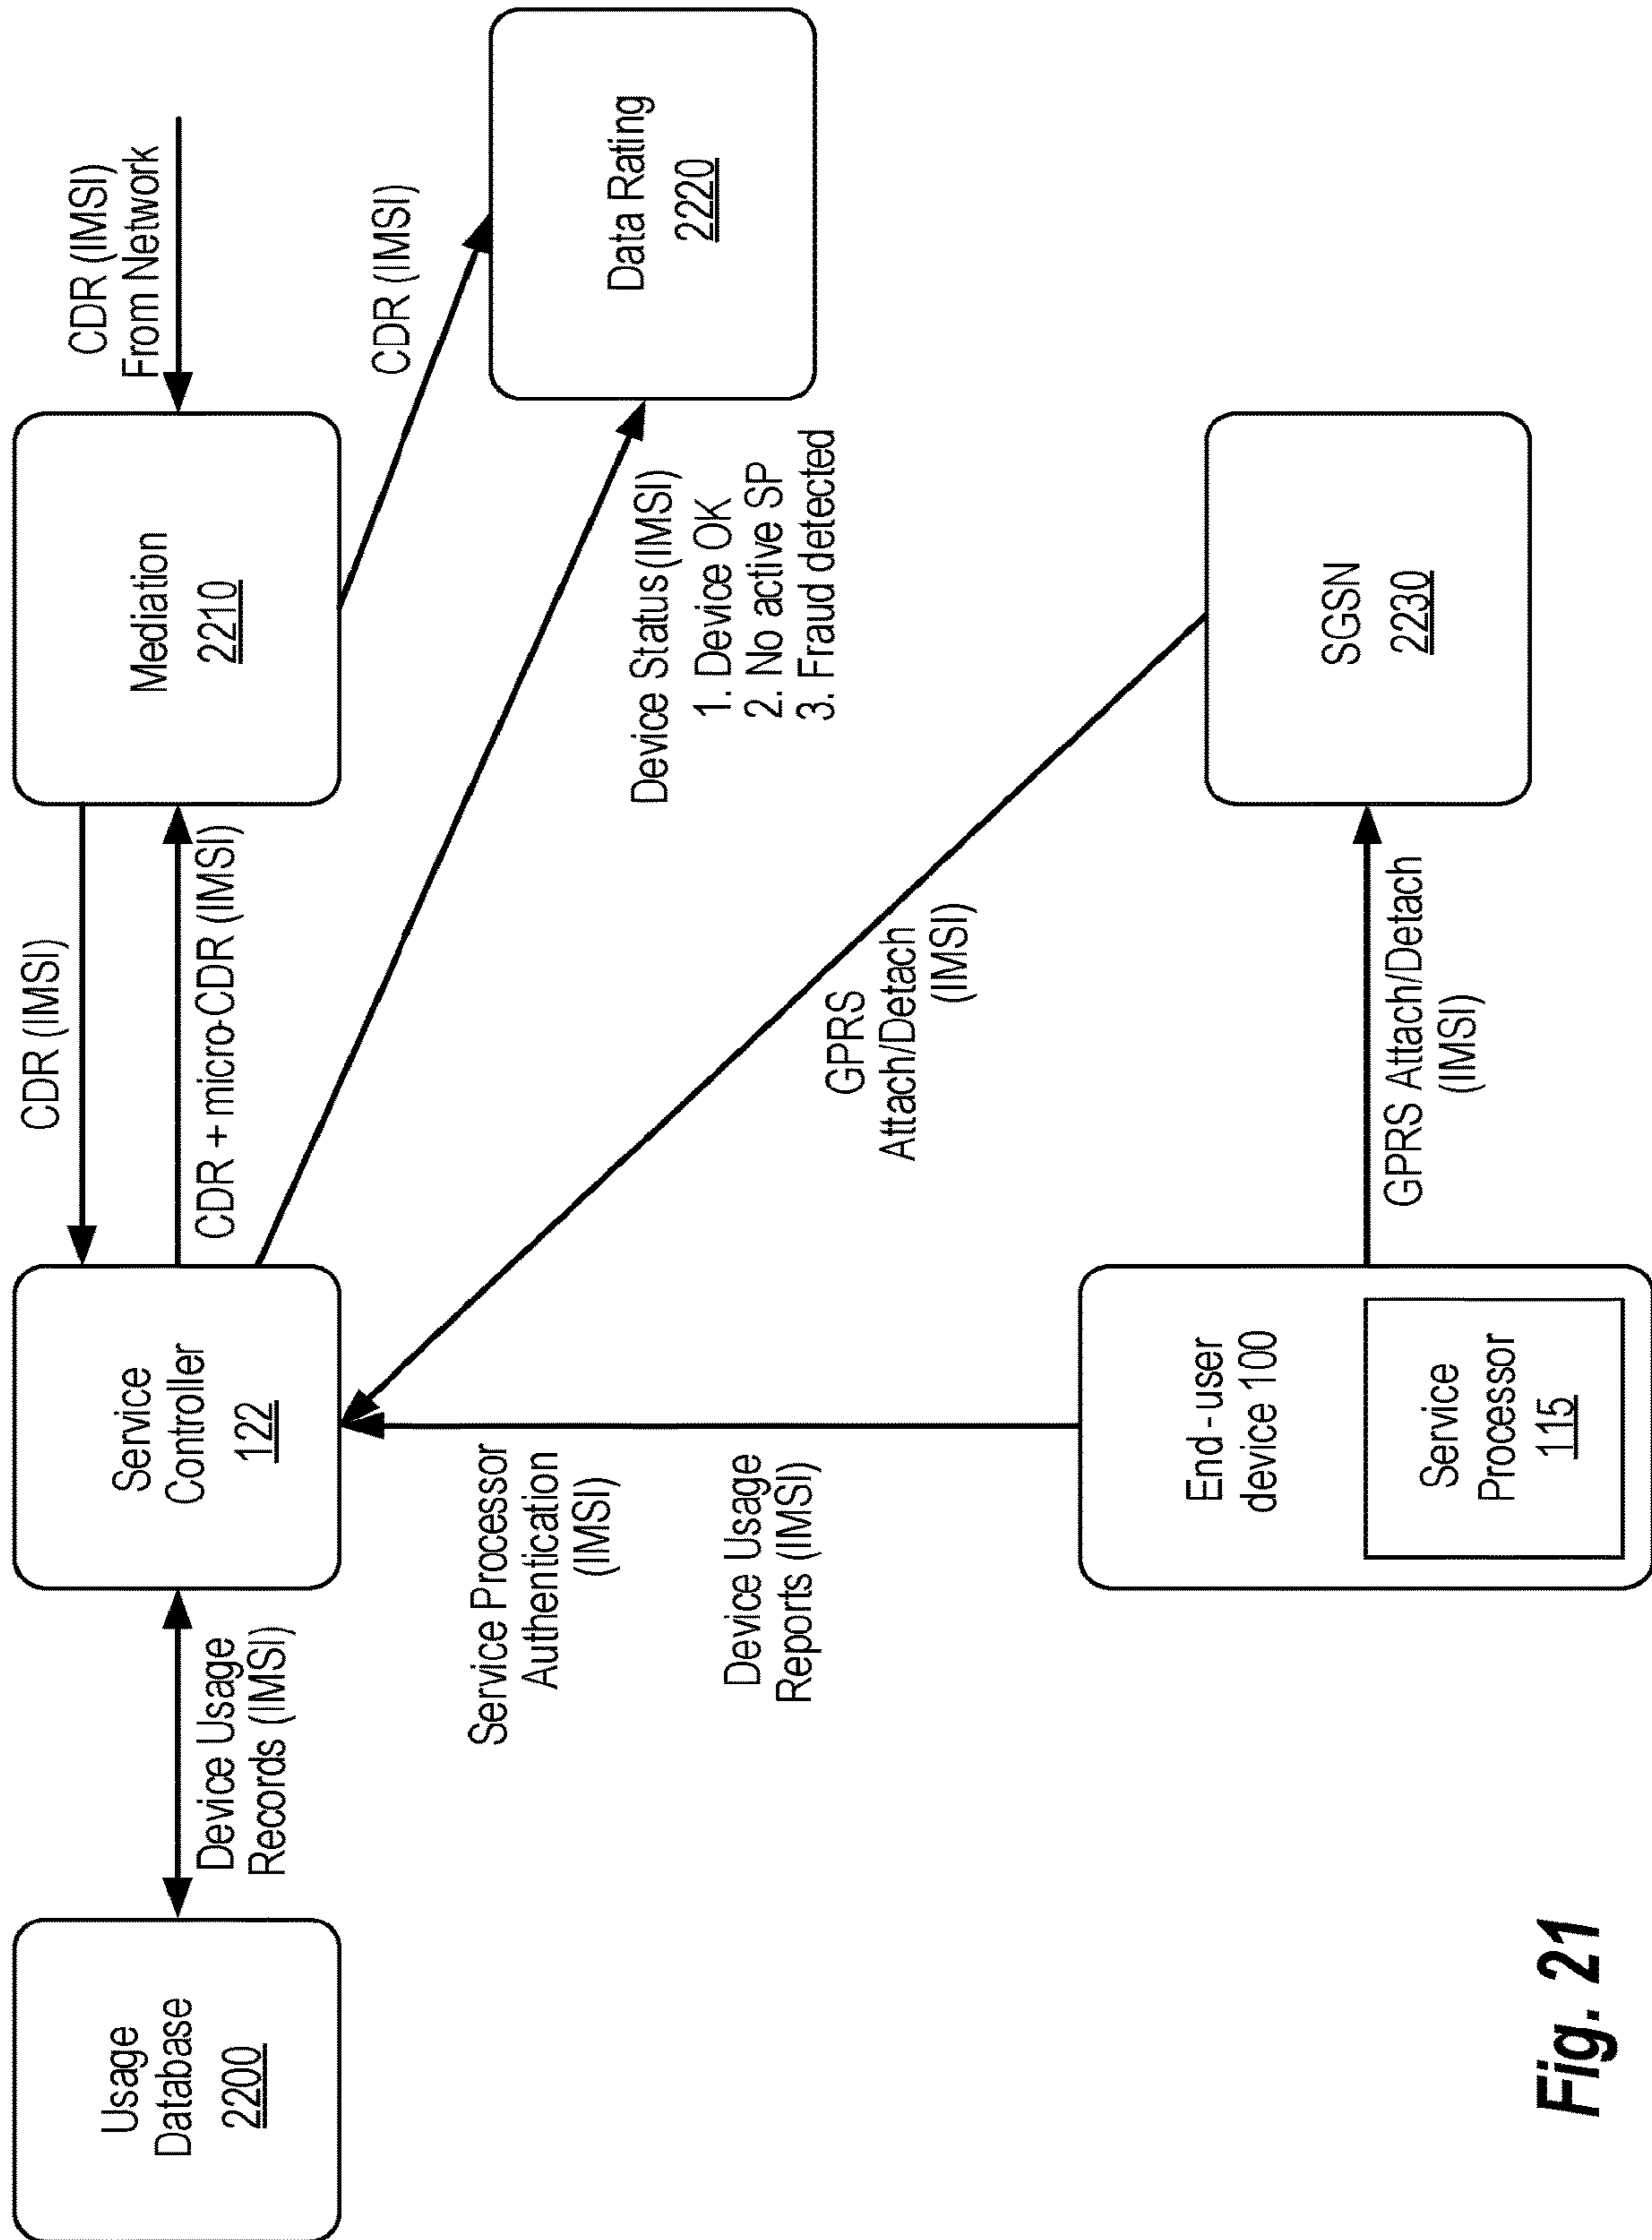 Usage
Database
2200
Device Usage
Records (IMSI)
Service
Controller
122
CDR (IMSI)
CDR + micro-CDR (IMSI)
Mediation
2210
CDR (IMSI)
From Network
CDR (IMSI)
Data Rating
2220
Device Status (IMSI)
1. Device OK
2. No active SP
3. Fraud detected
Service Processor
Authentication
(IMSI)
Device Usage
Reports (IMSI)
GPRS
Attach/Detach
(IMSI)
End-user
device 100
Service
Processor
115
GPRS Attach/Detach
(IMSI)
SGSN
2230
Fig. 21